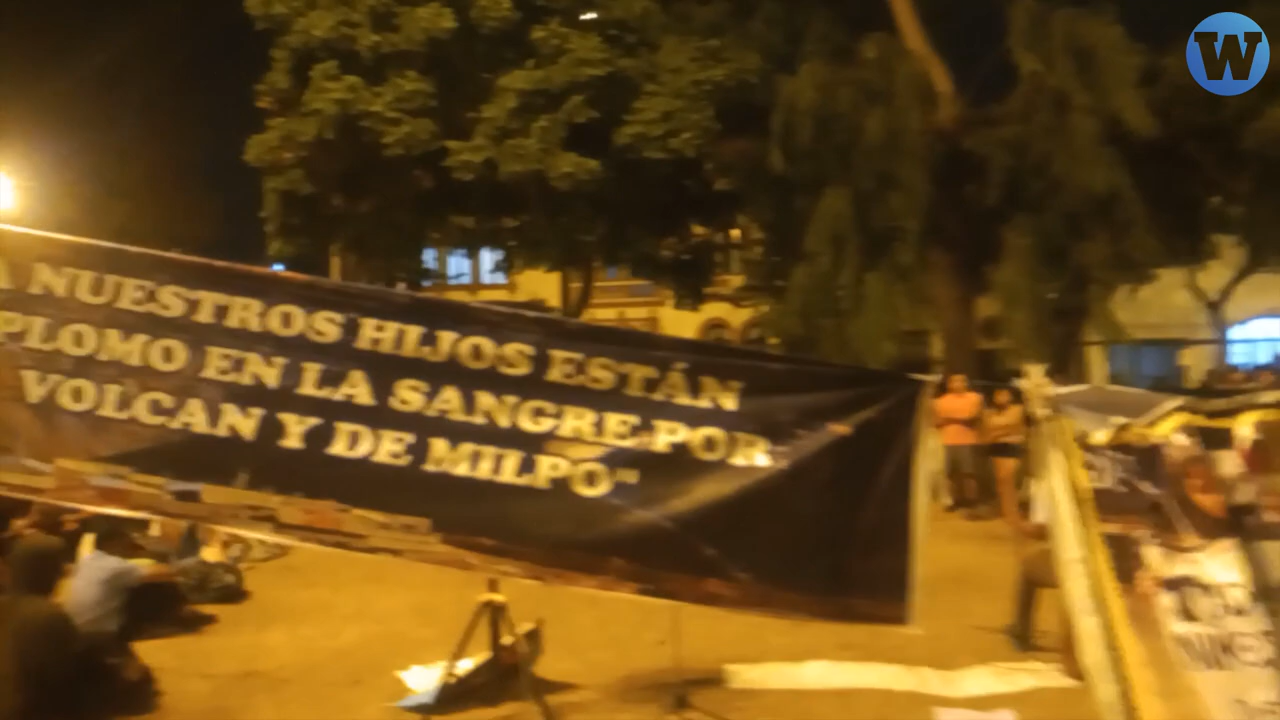 A NUESTROS HIJOS ESTÁN
PLOMO EN LA SANGRE POR
VOLCAN Y DE MILPO"
W